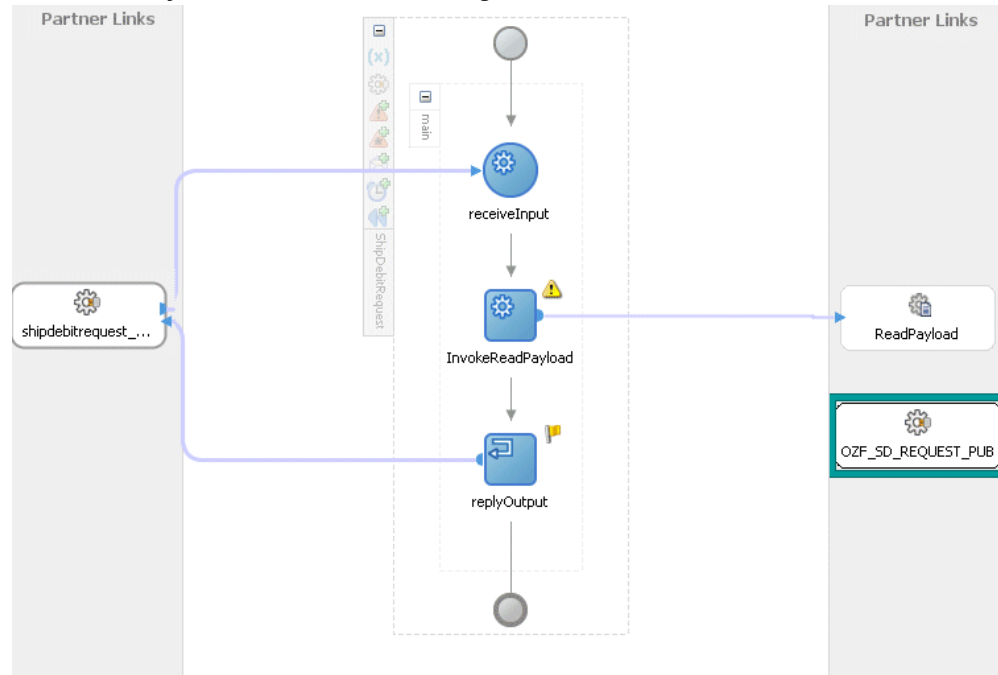 Partner Links
Partner Links
(x)
main
receiveInput
ShipDebitRequest
shipdebitrequest_...
InvokeReadPayload
ReadPayload
OZF_SD_REQUEST_PUB
replyOutput